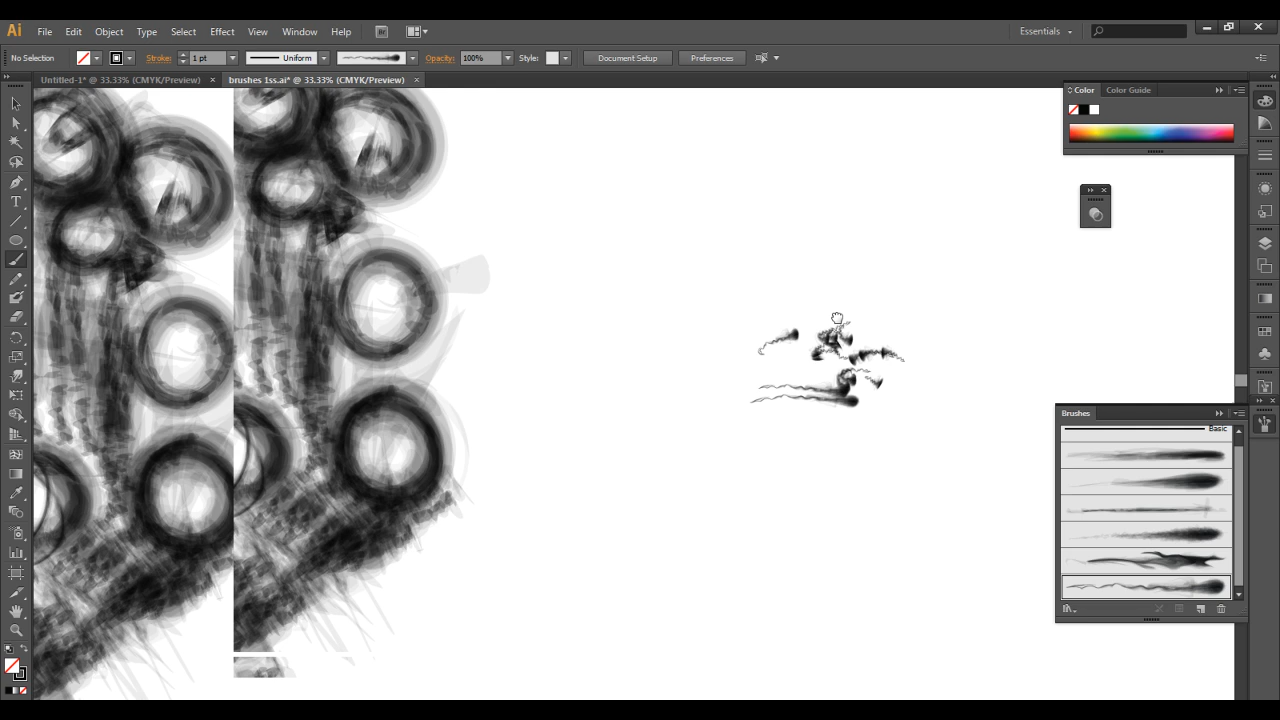 Ai File Edit Object Type Select Effect View Window Help Br Essentials
No Selection Stroke: 1 pt Uniform Opacity: 100% Style: Document Setup Preferences
Untitled-1* @ 33.33% (CMYK/Preview) × brushes 1ss.ai* @ 33.33% (CMYK/Preview) ×
Color Color Guide
Brushes
Basic